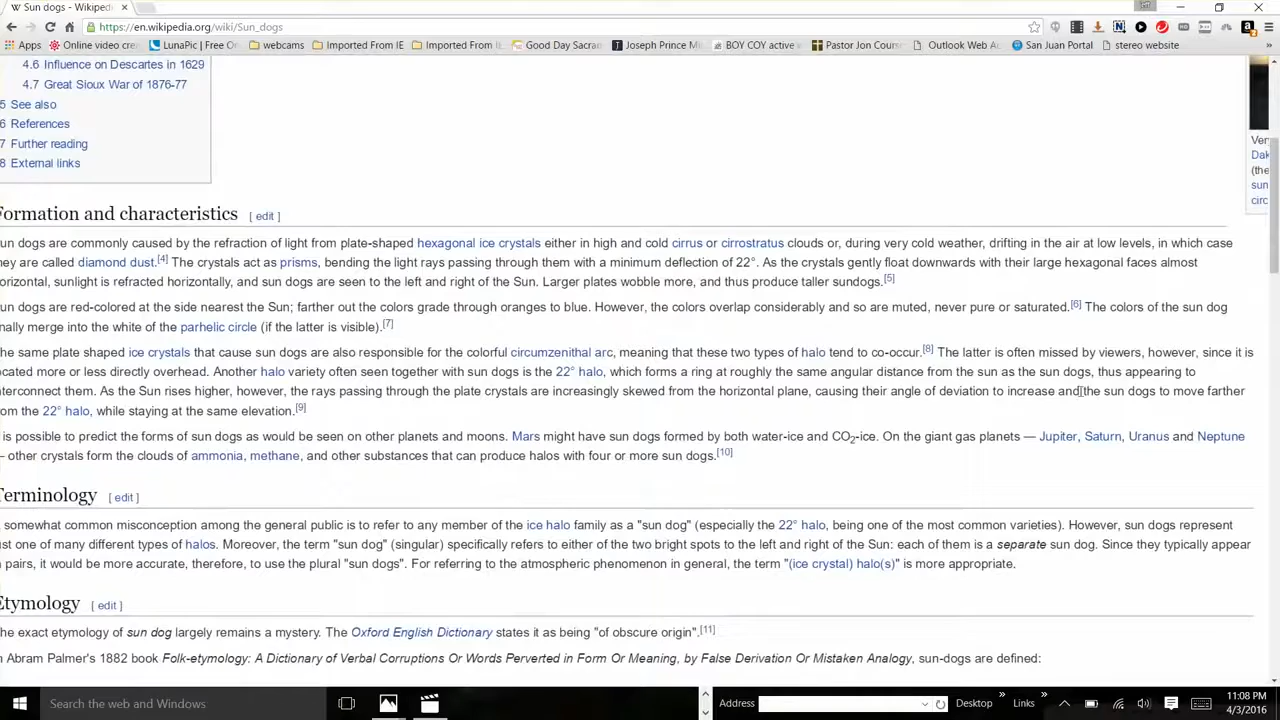 W Sun dogs - Wikiped
https://en.wikipedia.org/wiki/Sun_dogs
Apps Online video cre LunaPic | Free O webcams Imported From IE Imported From I Good Day Sacra Joseph Prince Mi BOY COY active Pastor Jon Cours Outlook Web A San Juan Portal stereo website
4.6 Influence on Descartes in 1629
4.7 Great Sioux War of 1876-77
5 See also
6 References
7 Further reading
8 External links
Ver
Dak
(the
sun
circ
Formation and characteristics [ edit ]
un dogs are commonly caused by the refraction of light from plate-shaped hexagonal ice crystals either in high and cold cirrus or cirrostratus clouds or, during very cold weather, drifting in the air at low levels, in which case
hey are called diamond dust.[4] The crystals act as prisms, bending the light rays passing through them with a minimum deflection of 22°. As the crystals gently float downwards with their large hexagonal faces almost
orizontal, sunlight is refracted horizontally, and sun dogs are seen to the left and right of the Sun. Larger plates wobble more, and thus produce taller sundogs.[5]
un dogs are red-colored at the side nearest the Sun; farther out the colors grade through oranges to blue. However, the colors overlap considerably and so are muted, never pure or saturated.[6] The colors of the sun dog
nally merge into the white of the parhelic circle (if the latter is visible).[7]
he same plate shaped ice crystals that cause sun dogs are also responsible for the colorful circumzenithal arc, meaning that these two types of halo tend to co-occur.[8] The latter is often missed by viewers, however, since it is
ocated more or less directly overhead. Another halo variety often seen together with sun dogs is the 22° halo, which forms a ring at roughly the same angular distance from the sun as the sun dogs, thus appearing to
nterconnect them. As the Sun rises higher, however, the rays passing through the plate crystals are increasingly skewed from the horizontal plane, causing their angle of deviation to increase and the sun dogs to move farther
om the 22° halo, while staying at the same elevation.[9]
is possible to predict the forms of sun dogs as would be seen on other planets and moons. Mars might have sun dogs formed by both water-ice and CO2-ice. On the giant gas planets — Jupiter, Saturn, Uranus and Neptune
– other crystals form the clouds of ammonia, methane, and other substances that can produce halos with four or more sun dogs.[10]
Terminology [ edit ]
somewhat common misconception among the general public is to refer to any member of the ice halo family as a "sun dog" (especially the 22° halo, being one of the most common varieties). However, sun dogs represent
ust one of many different types of halos. Moreover, the term "sun dog" (singular) specifically refers to either of the two bright spots to the left and right of the Sun: each of them is a separate sun dog. Since they typically appear
n pairs, it would be more accurate, therefore, to use the plural "sun dogs". For referring to the atmospheric phenomenon in general, the term "(ice crystal) halo(s)" is more appropriate.
Etymology [ edit ]
he exact etymology of sun dog largely remains a mystery. The Oxford English Dictionary states it as being "of obscure origin".[11]
n Abram Palmer's 1882 book Folk-etymology: A Dictionary of Verbal Corruptions Or Words Perverted in Form Or Meaning, by False Derivation Or Mistaken Analogy, sun-dogs are defined:
Search the web and Windows
Address
Desktop
Links
11:08 PM
4/3/2016